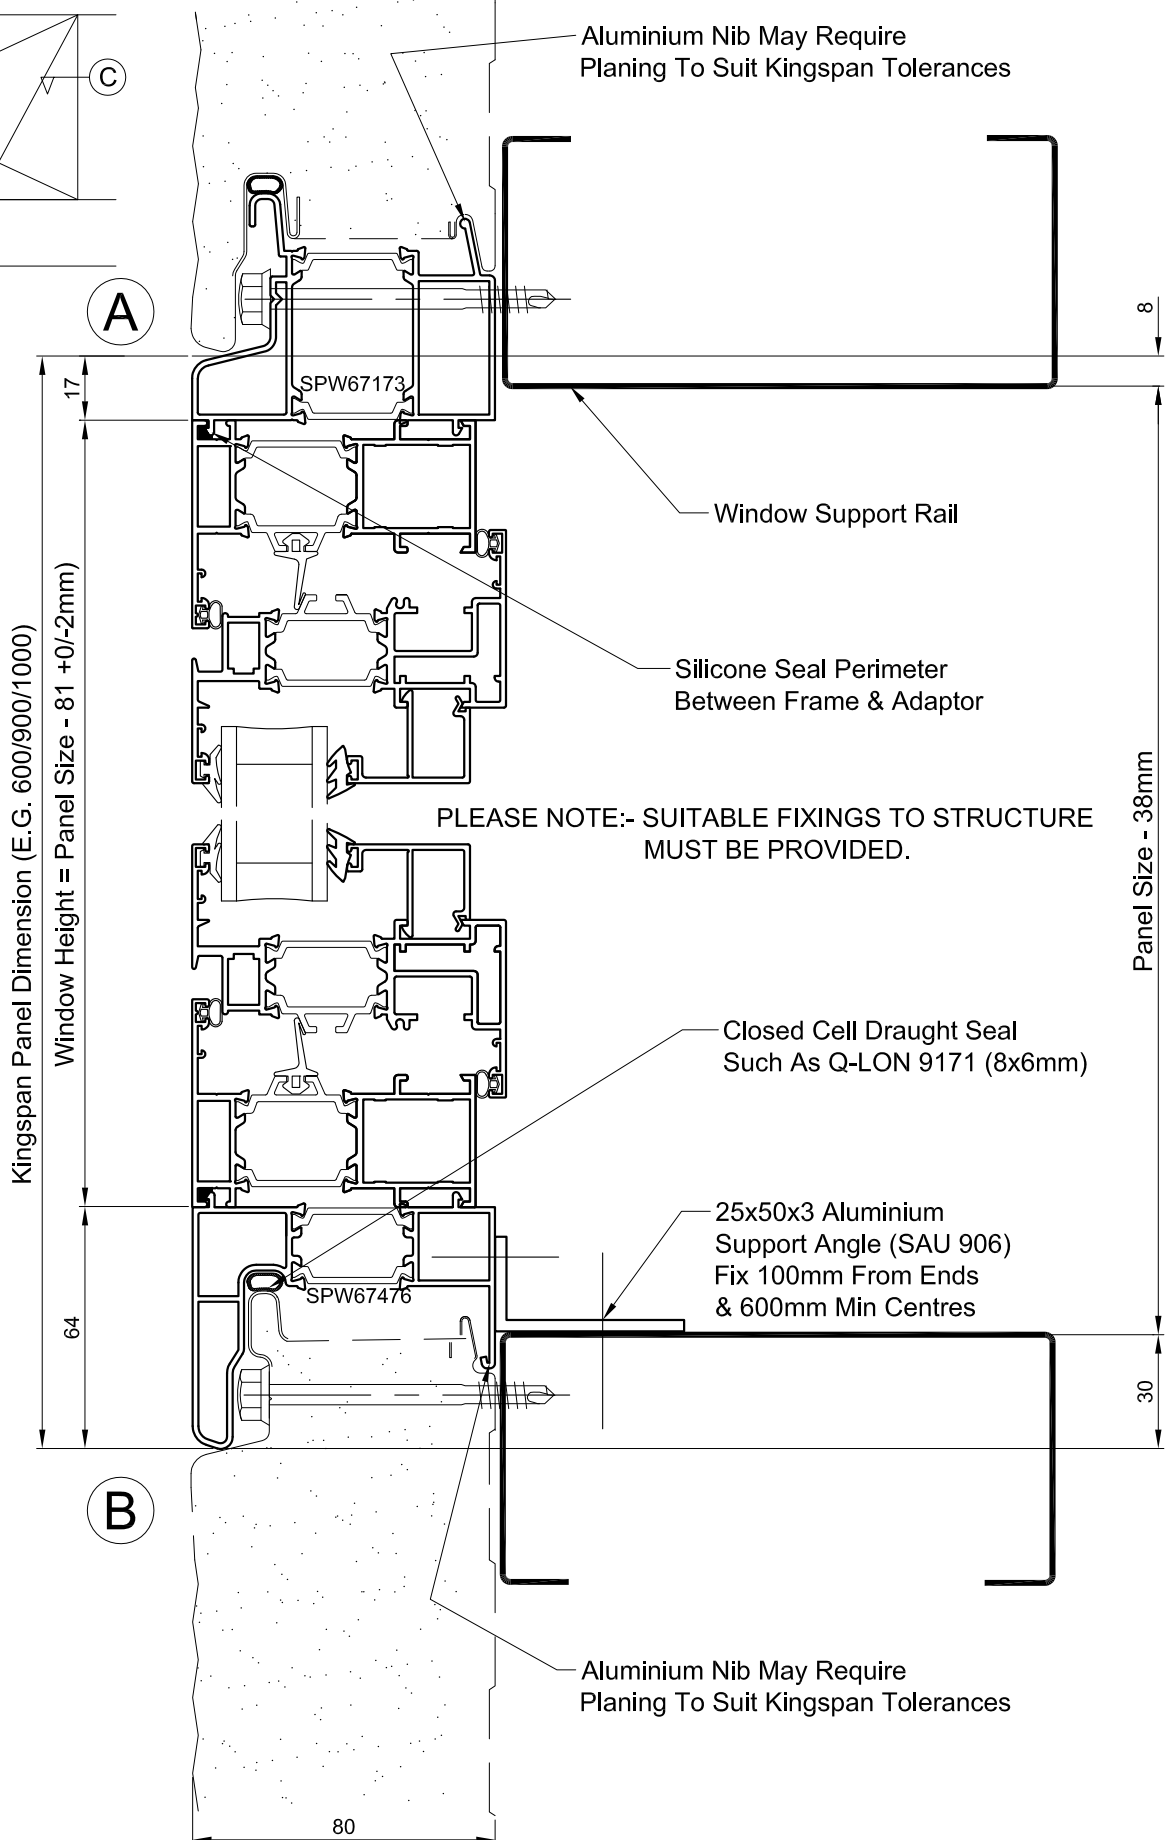 Aluminium Nib May Require
Planing To Suit Kingspan Tolerances
C
A
8
17
SPW67173
Window Support Rail
Kingspan Panel Dimension (E.G. 600/900/1000)
Window Height = Panel Size - 81 +0/-2mm)
Silicone Seal Perimeter
Between Frame & Adaptor
PLEASE NOTE:- SUITABLE FIXINGS TO STRUCTURE
MUST BE PROVIDED.
Panel Size - 38mm
Closed Cell Draught Seal
Such As Q-LON 9171 (8x6mm)
25x50x3 Aluminium
Support Angle (SAU 906)
Fix 100mm From Ends
& 600mm Min Centres
SPW67476
64
30
B
Aluminium Nib May Require
Planing To Suit Kingspan Tolerances
80